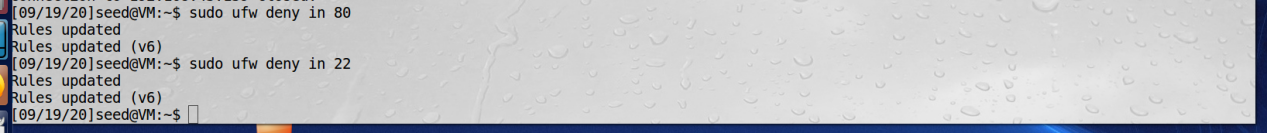 [09/19/20]seed@VM:~$ sudo ufw deny in 80
Rules updated
Rules updated (v6)
[09/19/20]seed@VM:~$ sudo ufw deny in 22
Rules updated
Rules updated (v6)
[09/19/20]seed@VM:~$